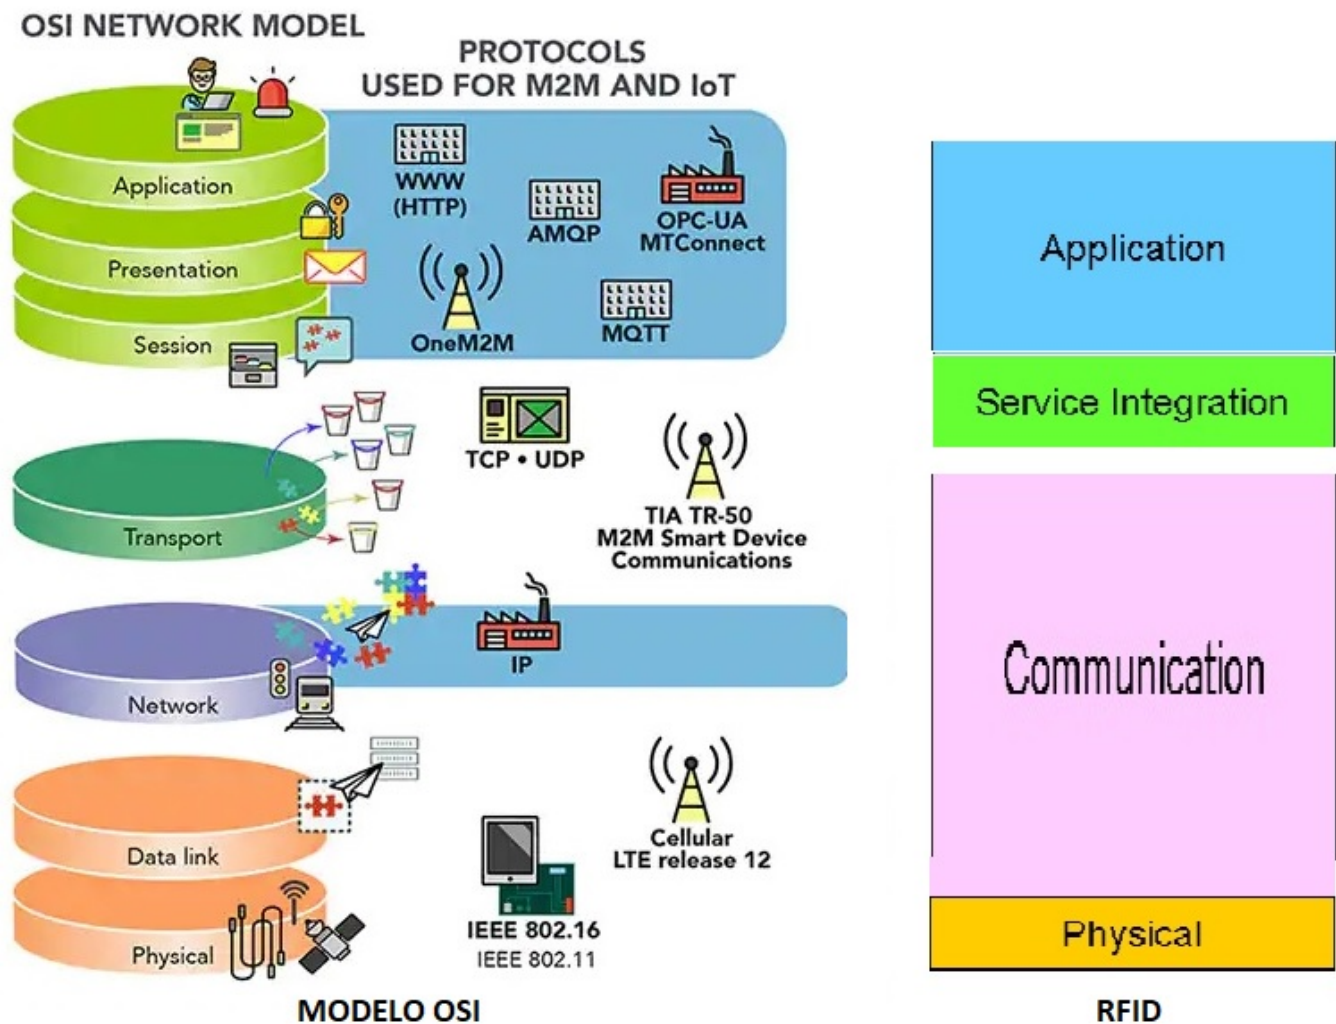 OSI NETWORK MODEL
PROTOCOLS
USED FOR M2M AND IoT
Application
Presentation
Session
WWW
(HTTP)
AMQP
OPC-UA
MTConnect
OneM2M
MQTT
Transport
TCP • UDP
TIA TR-50
M2M Smart Device
Communications
Network
IP
Data link
Physical
Cellular
LTE release 12
IEEE 802.16
IEEE 802.11
MODELO OSI
Application
Service Integration
Communication
Physical
RFID